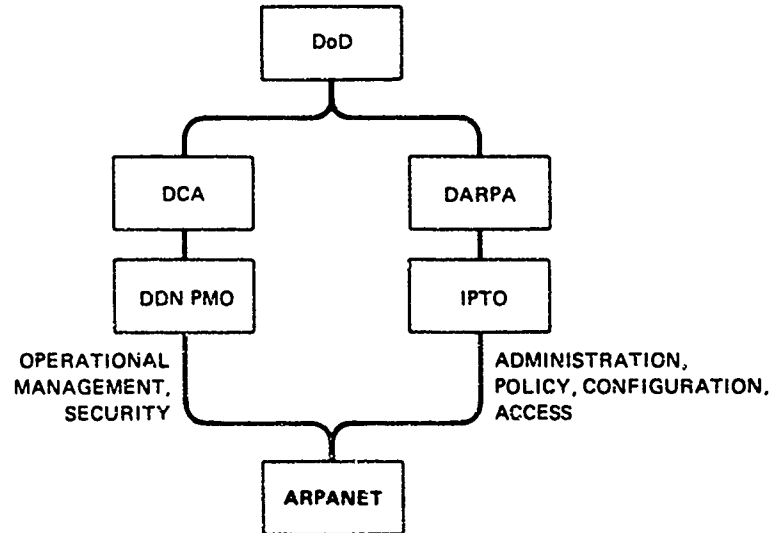 DoD
DCA
DARPA
DDN PMO
IPTO
OPERATIONAL
MANAGEMENT,
SECURITY
ADMINISTRATION,
POLICY, CONFIGURATION,
ACCESS
ARPANET